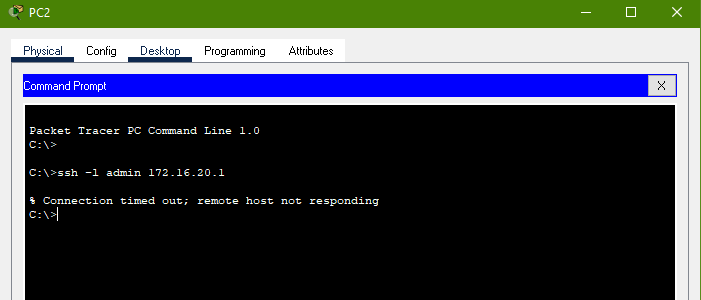 PC2
Physical Config Desktop Programming Attributes
Command Prompt X
Packet Tracer PC Command Line 1.0
C:\>
C:\>ssh -l admin 172.16.20.1
% Connection timed out; remote host not responding
C:\>